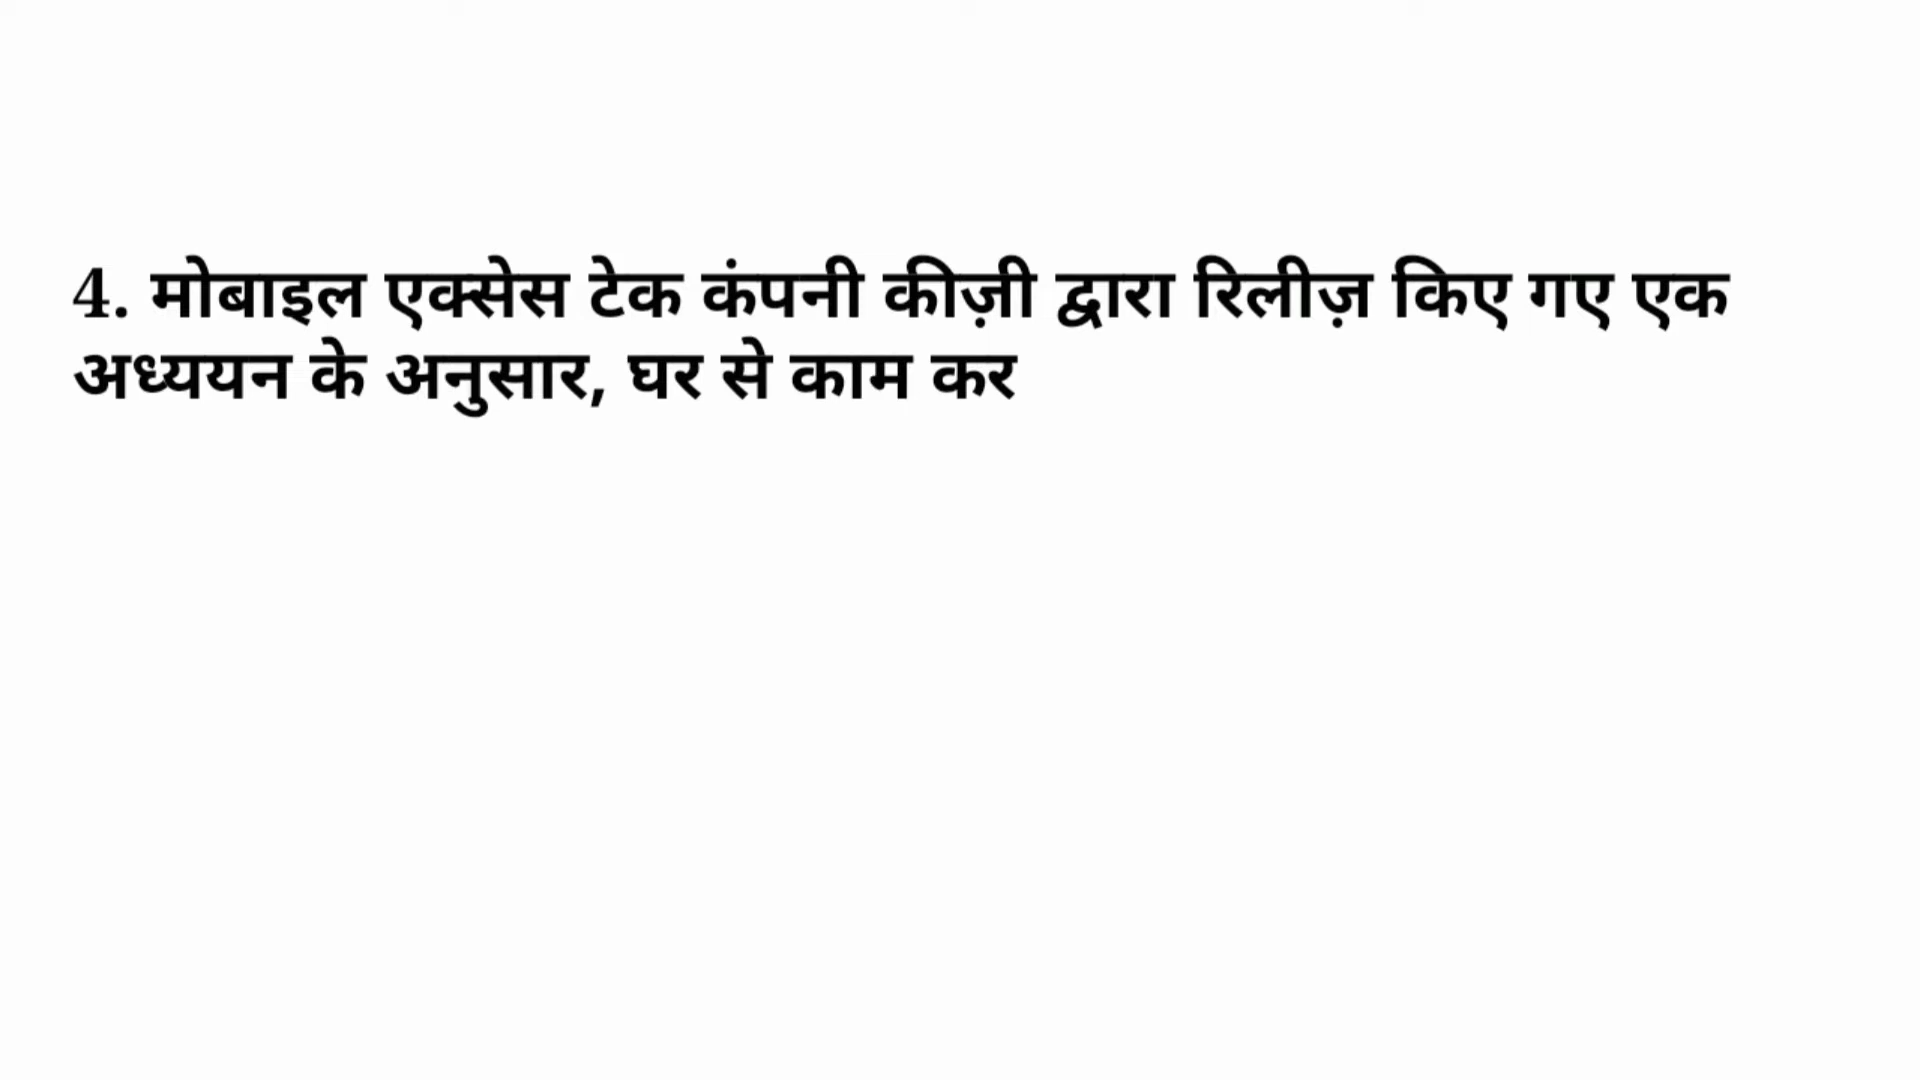 4. मोबाइल एक्सेस टेक कंपनी कीज़ी द्वारा रिलीज़ किए गए एक
अध्ययन के अनुसार, घर से काम कर